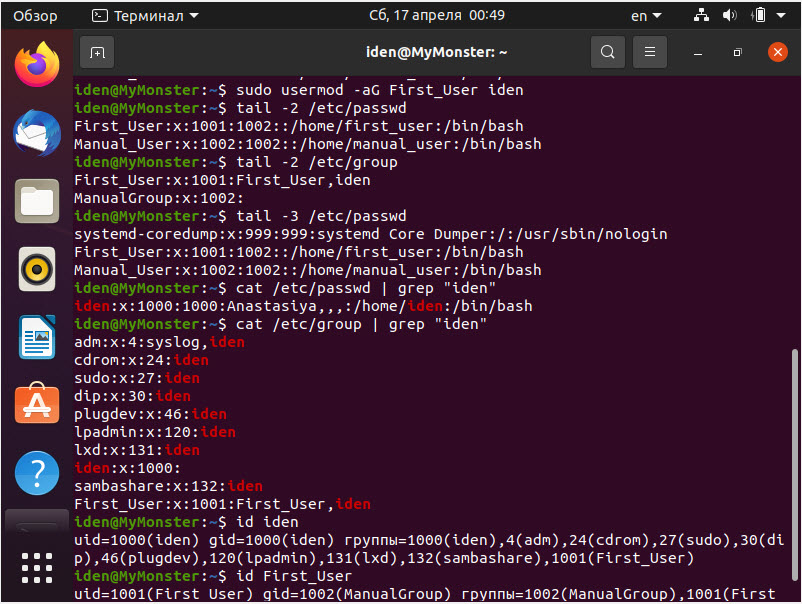 Обзор Терминал Сб, 17 апреля 00:49 en
iden@MyMonster: ~
iden@MyMonster:~$ sudo usermod -aG First_User iden
iden@MyMonster:~$ tail -2 /etc/passwd
First_User:x:1001:1002::/home/first_user:/bin/bash
Manual_User:x:1002:1002::/home/manual_user:/bin/bash
iden@MyMonster:~$ tail -2 /etc/group
First_User:x:1001:First_User,iden
ManualGroup:x:1002:
iden@MyMonster:~$ tail -3 /etc/passwd
systemd-coredump:x:999:999:systemd Core Dumper:/:/usr/sbin/nologin
First_User:x:1001:1002::/home/first_user:/bin/bash
Manual_User:x:1002:1002::/home/manual_user:/bin/bash
iden@MyMonster:~$ cat /etc/passwd | grep "iden"
iden:x:1000:1000:Anastasiya,,,:/home/iden:/bin/bash
iden@MyMonster:~$ cat /etc/group | grep "iden"
adm:x:4:syslog,iden
cdrom:x:24:iden
sudo:x:27:iden
dip:x:30:iden
plugdev:x:46:iden
lpadmin:x:120:iden
lxd:x:131:iden
iden:x:1000:
sambashare:x:132:iden
First_User:x:1001:First_User,iden
iden@MyMonster:~$ id iden
uid=1000(iden) gid=1000(iden) группы=1000(iden),4(adm),24(cdrom),27(sudo),30(di
p),46(plugdev),120(lpadmin),131(lxd),132(sambashare),1001(First_User)
iden@MyMonster:~$ id First_User
uid=1001(First_User) gid=1002(ManualGroup) группы=1002(ManualGroup),1001(First